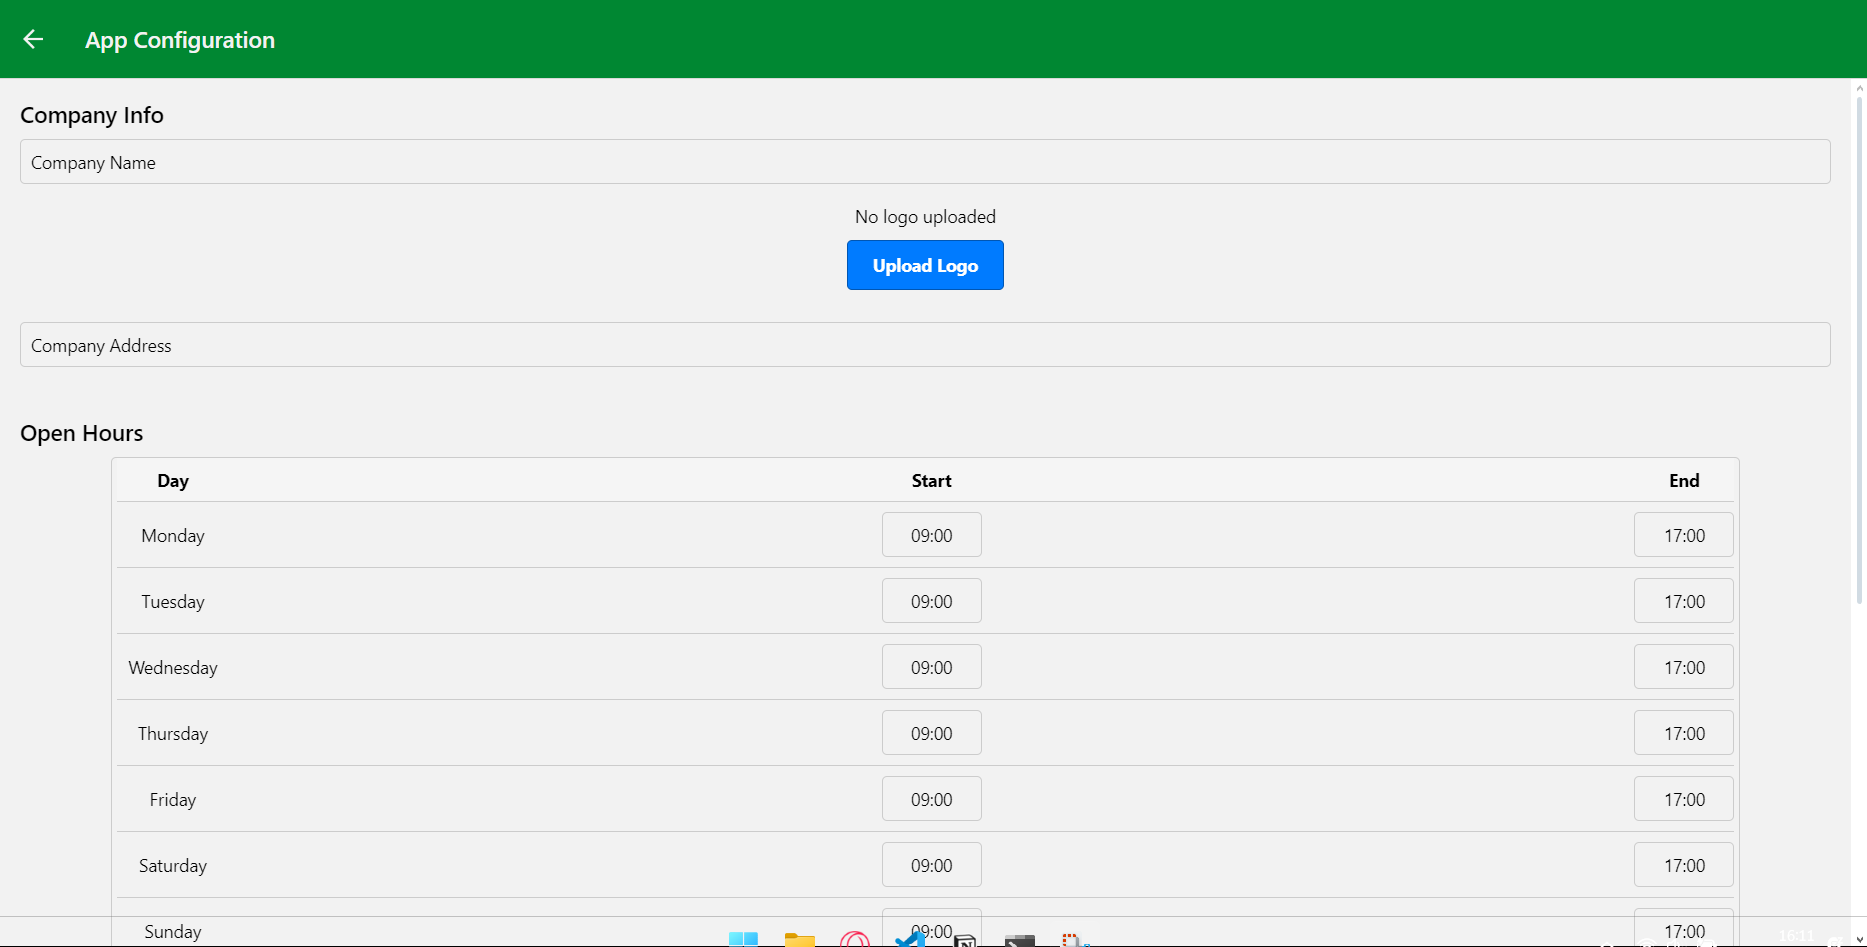 App Configuration
Company Info
Company Name
No logo uploaded
Upload Logo
Company Address
Open Hours
Day Start End
Monday 09:00 17:00
Tuesday 09:00 17:00
Wednesday 09:00 17:00
Thursday 09:00 17:00
Friday 09:00 17:00
Saturday 09:00 17:00
Sunday 09:00 17:00
16:11